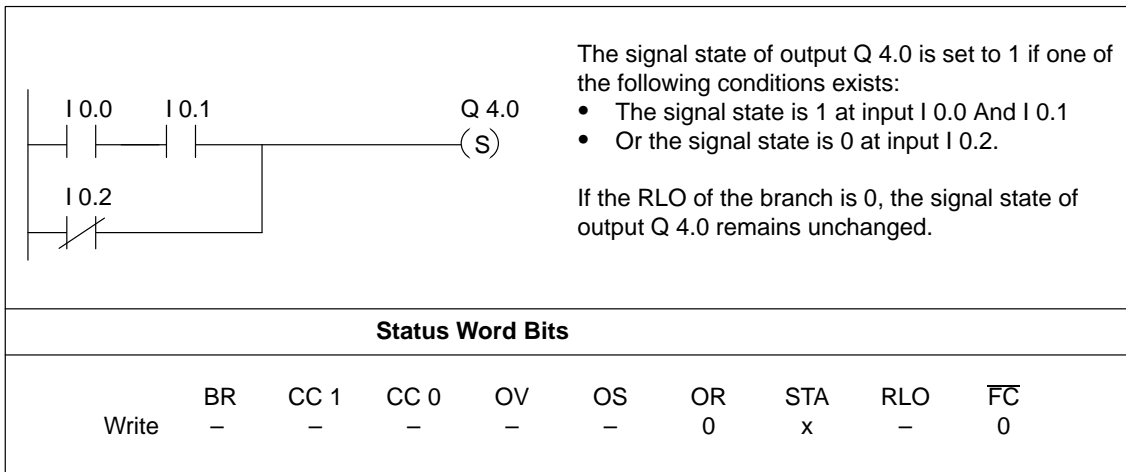 I 0.0 I 0.1 Q 4.0
S
I 0.2
The signal state of output Q 4.0 is set to 1 if one of
the following conditions exists:
• The signal state is 1 at input I 0.0 And I 0.1
• Or the signal state is 0 at input I 0.2.
If the RLO of the branch is 0, the signal state of
output Q 4.0 remains unchanged.
Status Word Bits
BR CC 1 CC 0 OV OS OR STA RLO F̅C̅
Write – – – – – 0 x – 0